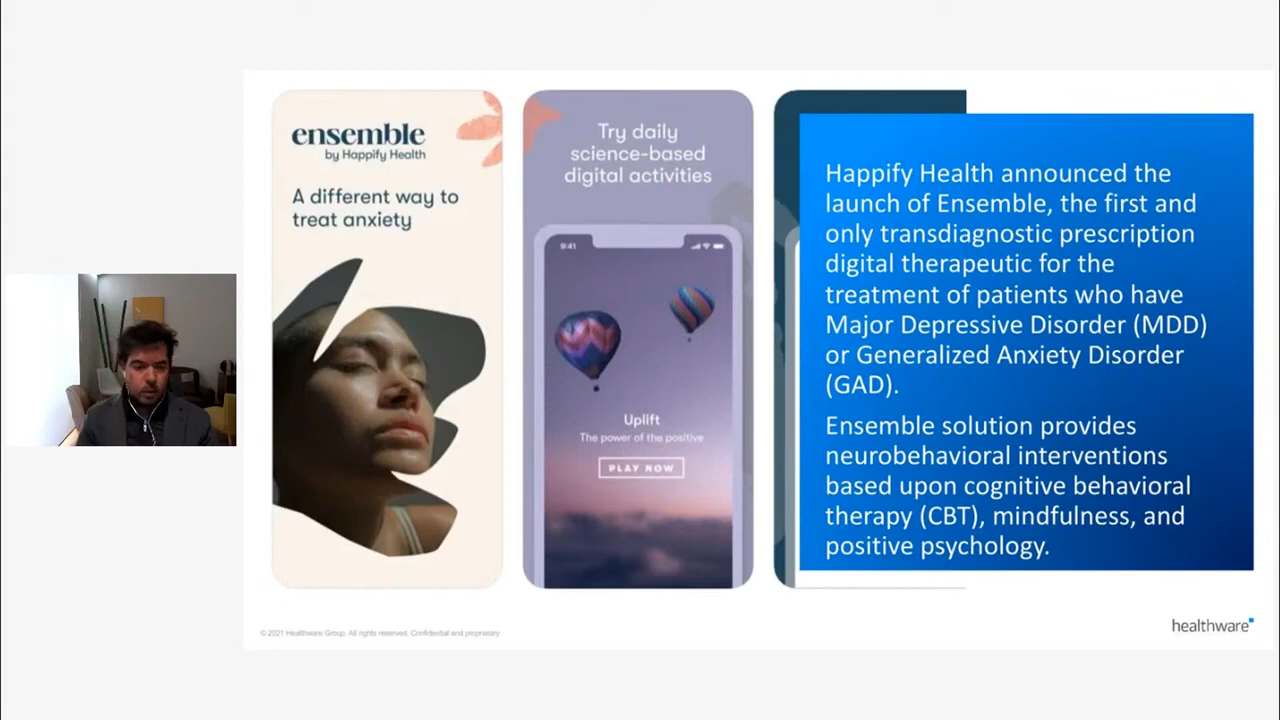 ensemble
by Happify Health
A different way to
treat anxiety
Try daily
science-based
digital activities
9:41
Uplift
The power of the positive
PLAY NOW
Happify Health announced the
launch of Ensemble, the first and
only transdiagnostic prescription
digital therapeutic for the
treatment of patients who have
Major Depressive Disorder (MDD)
or Generalized Anxiety Disorder
(GAD).
Ensemble solution provides
neurobehavioral interventions
based upon cognitive behavioral
therapy (CBT), mindfulness, and
positive psychology.
© 2021 Healthware Group. All rights reserved. Confidential and proprietary
healthware